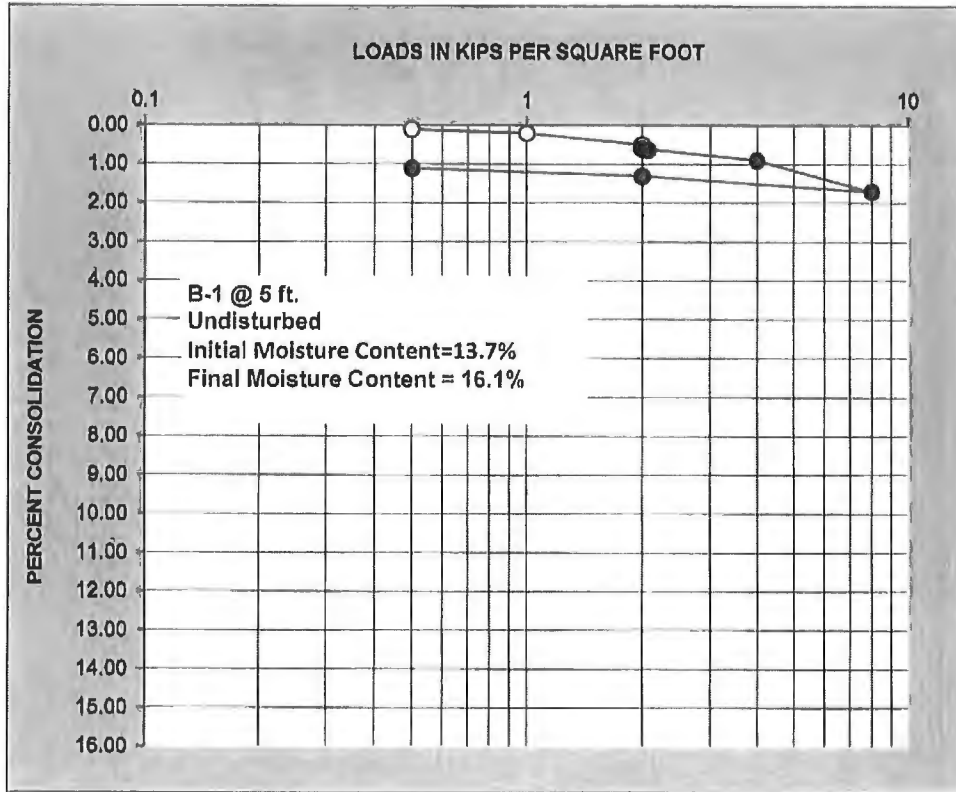 LOADS IN KIPS PER SQUARE FOOT
0.1 1 10
0.00
1.00
2.00
3.00
4.00
5.00
6.00
7.00
8.00
9.00
10.00
11.00
12.00
13.00
14.00
15.00
16.00
PERCENT CONSOLIDATION
B-1 @ 5 ft.
Undisturbed
Initial Moisture Content=13.7%
Final Moisture Content = 16.1%